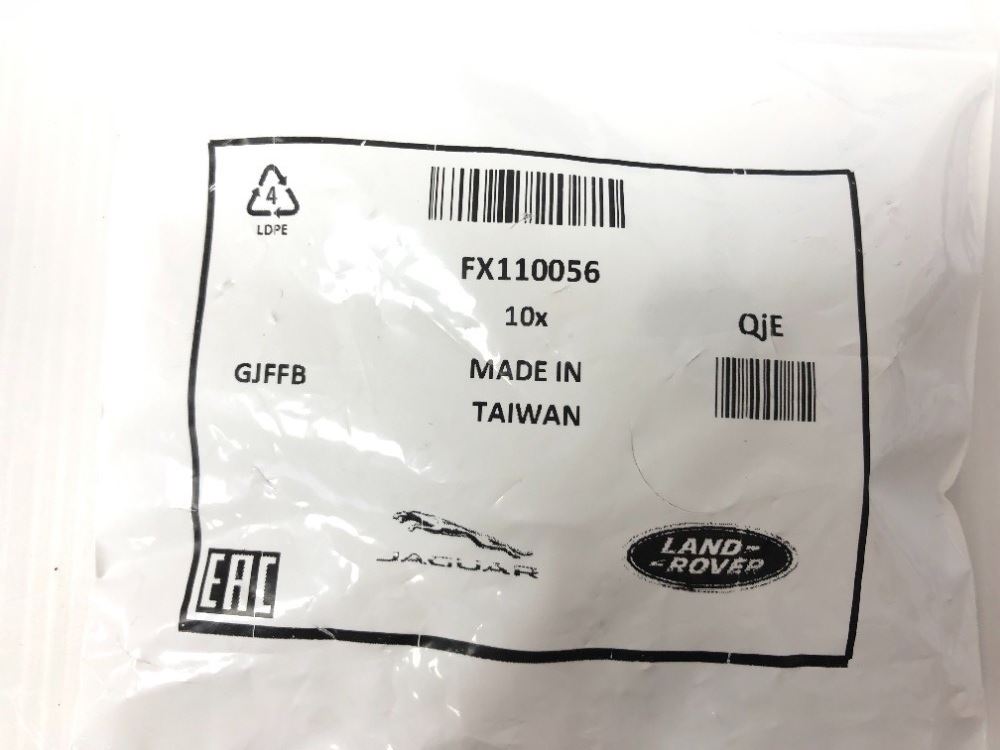 4
LDPE
FX110056
10x
QjE
GJFFB
MADE IN
TAIWAN
JAGUAR
LAND-
-ROVER
EAC